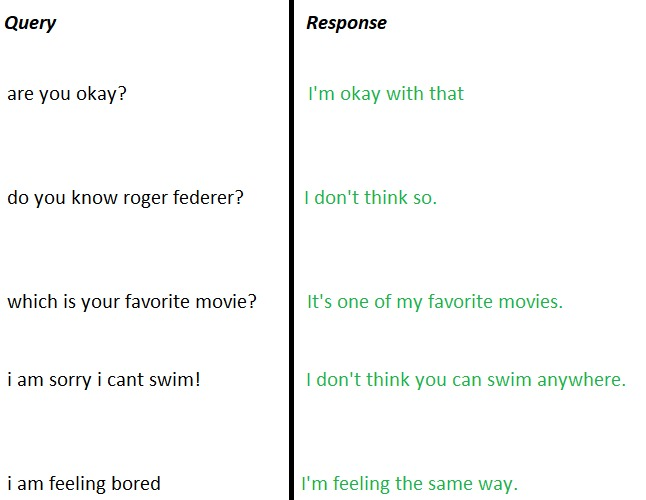 Query Response
are you okay? I'm okay with that
do you know roger federer? I don't think so.
which is your favorite movie? It's one of my favorite movies.
i am sorry i cant swim! I don't think you can swim anywhere.
i am feeling bored I'm feeling the same way.